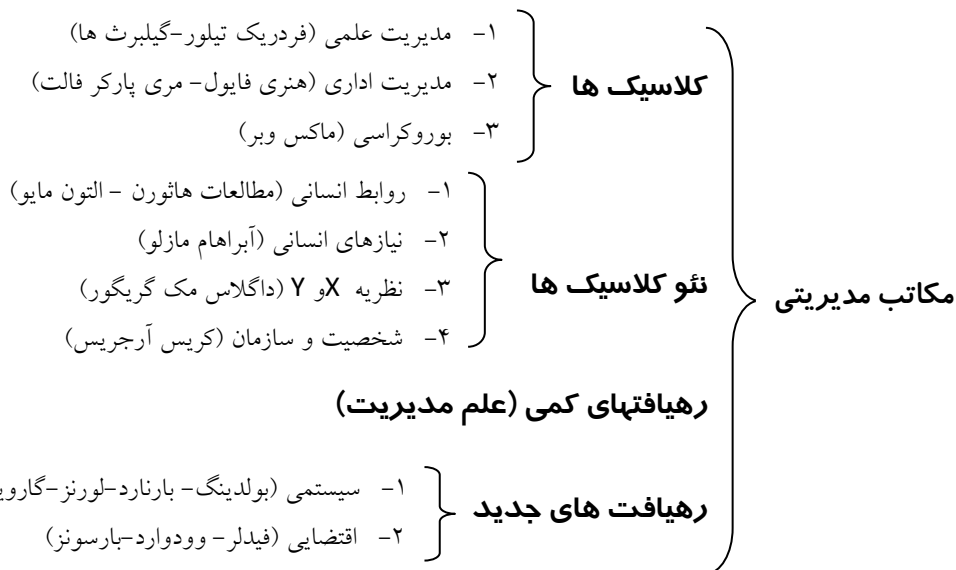 مکاتب مدیریتی
کلاسیک ها
۱- مدیریت علمی (فردریک تیلور-گیلبرث ها)
۲- مدیریت اداری (هنری فایول- مری پارکر فالت)
۳- بوروکراسی (ماکس وبر)
نئو کلاسیک ها
۱- روابط انسانی (مطالعات هاثورن - التون مایو)
۲- نیازهای انسانی (آبراهام مازلو)
۳- نظریه X و Y (داگلاس مک گریگور)
۴- شخصیت و سازمان (کریس آرجریس)
رهیافتهای کمی (علم مدیریت)
رهیافت های جدید
۱- سیستمی (بولدینگ- بارنارد-لورنز-
۲- اقتضایی (فیدلر- وودوارد-بارسونز)